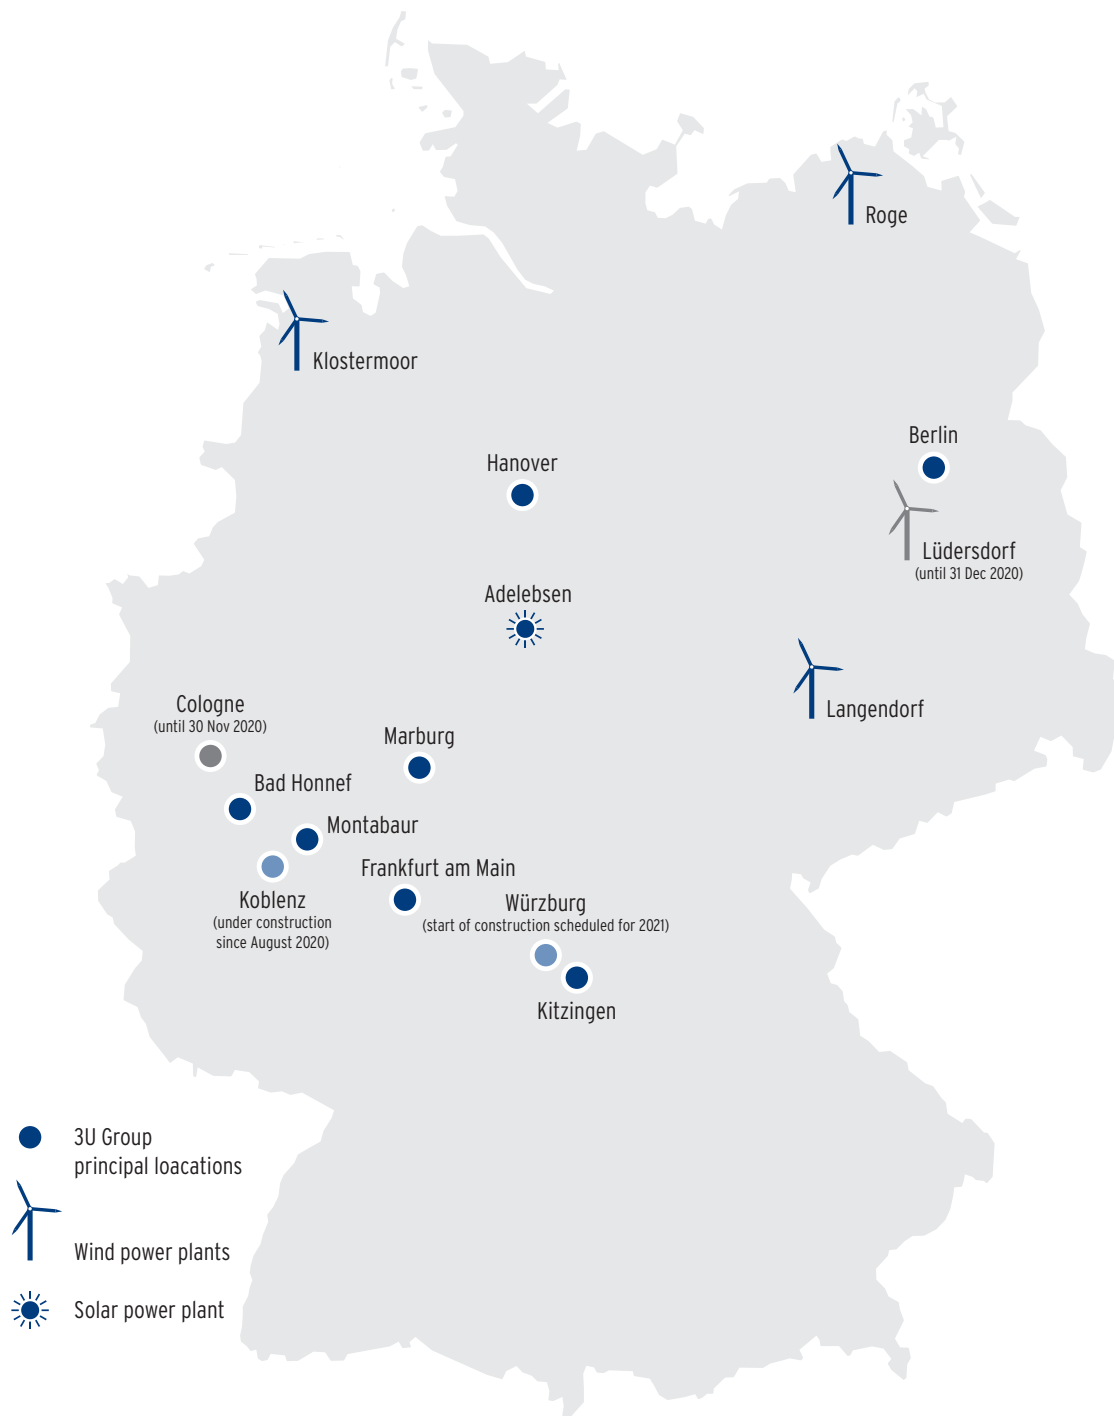 Roge
Klostermoor
Berlin
Hanover
Lüdersdorf
(until 31 Dec 2020)
Adelebsen
Langendorf
Cologne
(until 30 Nov 2020)
Marburg
Bad Honnef
Montabaur
Frankfurt am Main
Koblenz
(under construction
since August 2020)
Würzburg
(start of construction scheduled for 2021)
Kitzingen
3U Group
principal loacations
Wind power plants
Solar power plant